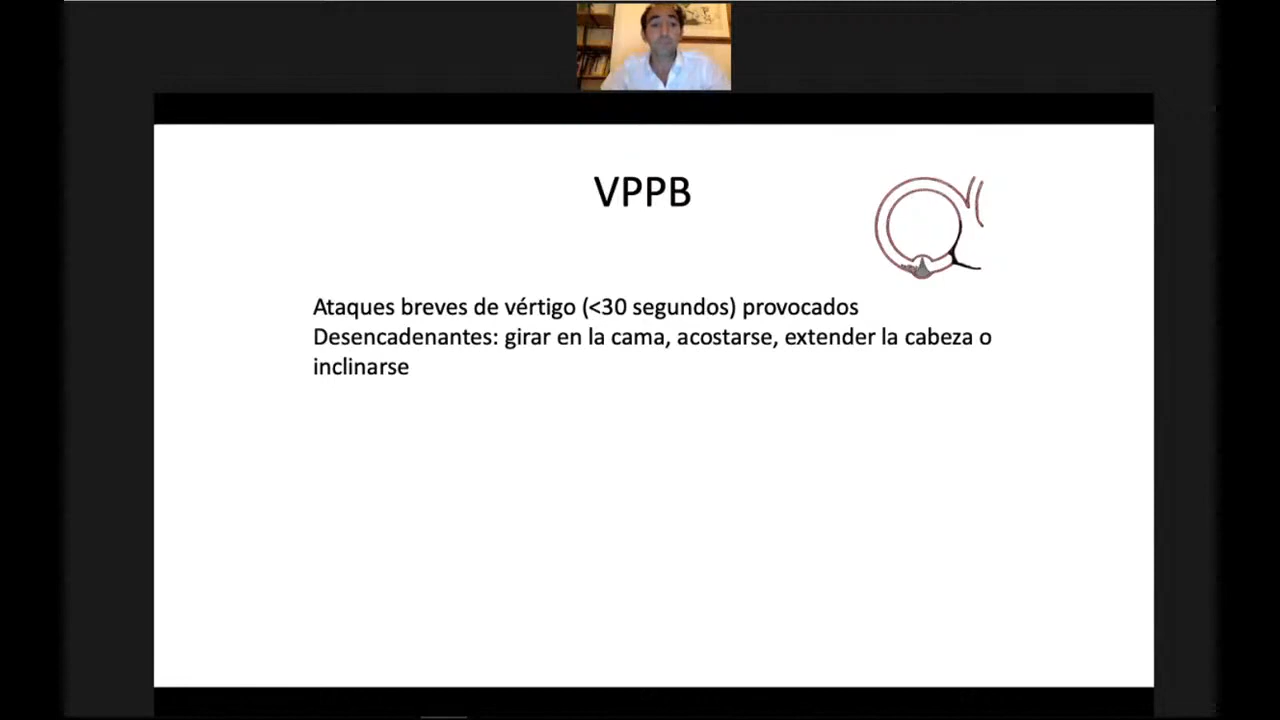 VPPB
Ataques breves de vértigo (<30 segundos) provocados
Desencadenantes: girar en la cama, acostarse, extender la cabeza o
inclinarse